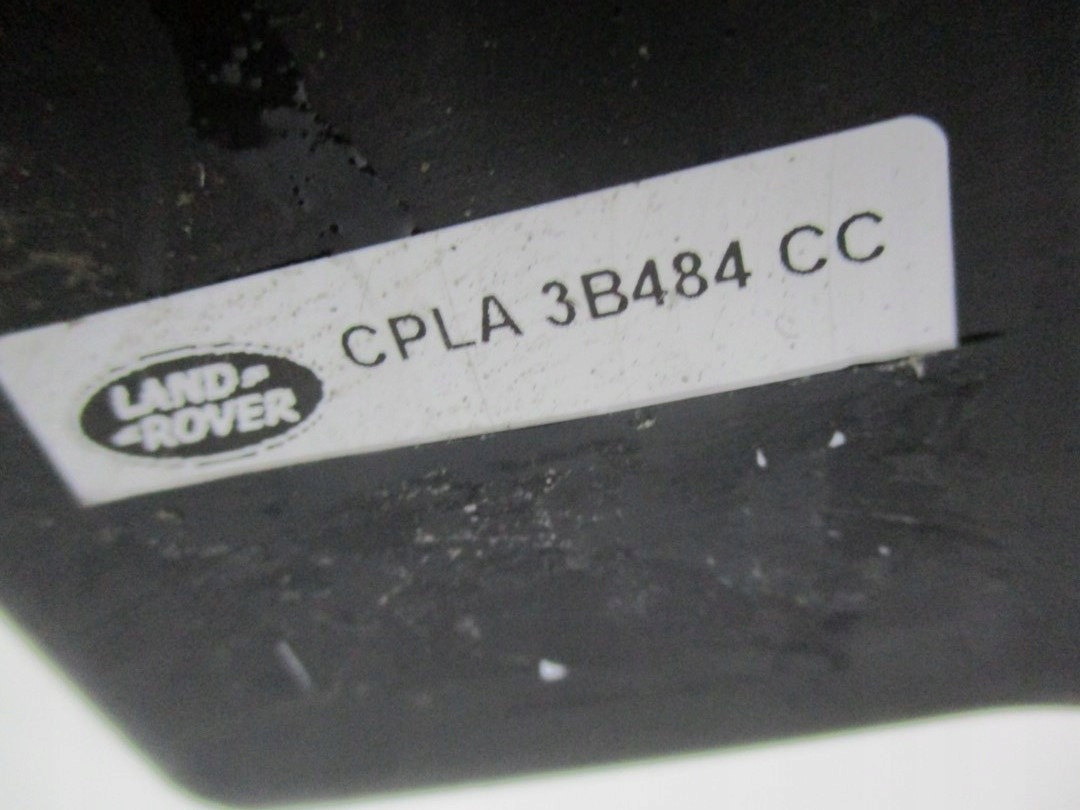 LAND
ROVER
CPLA 3B484 CC